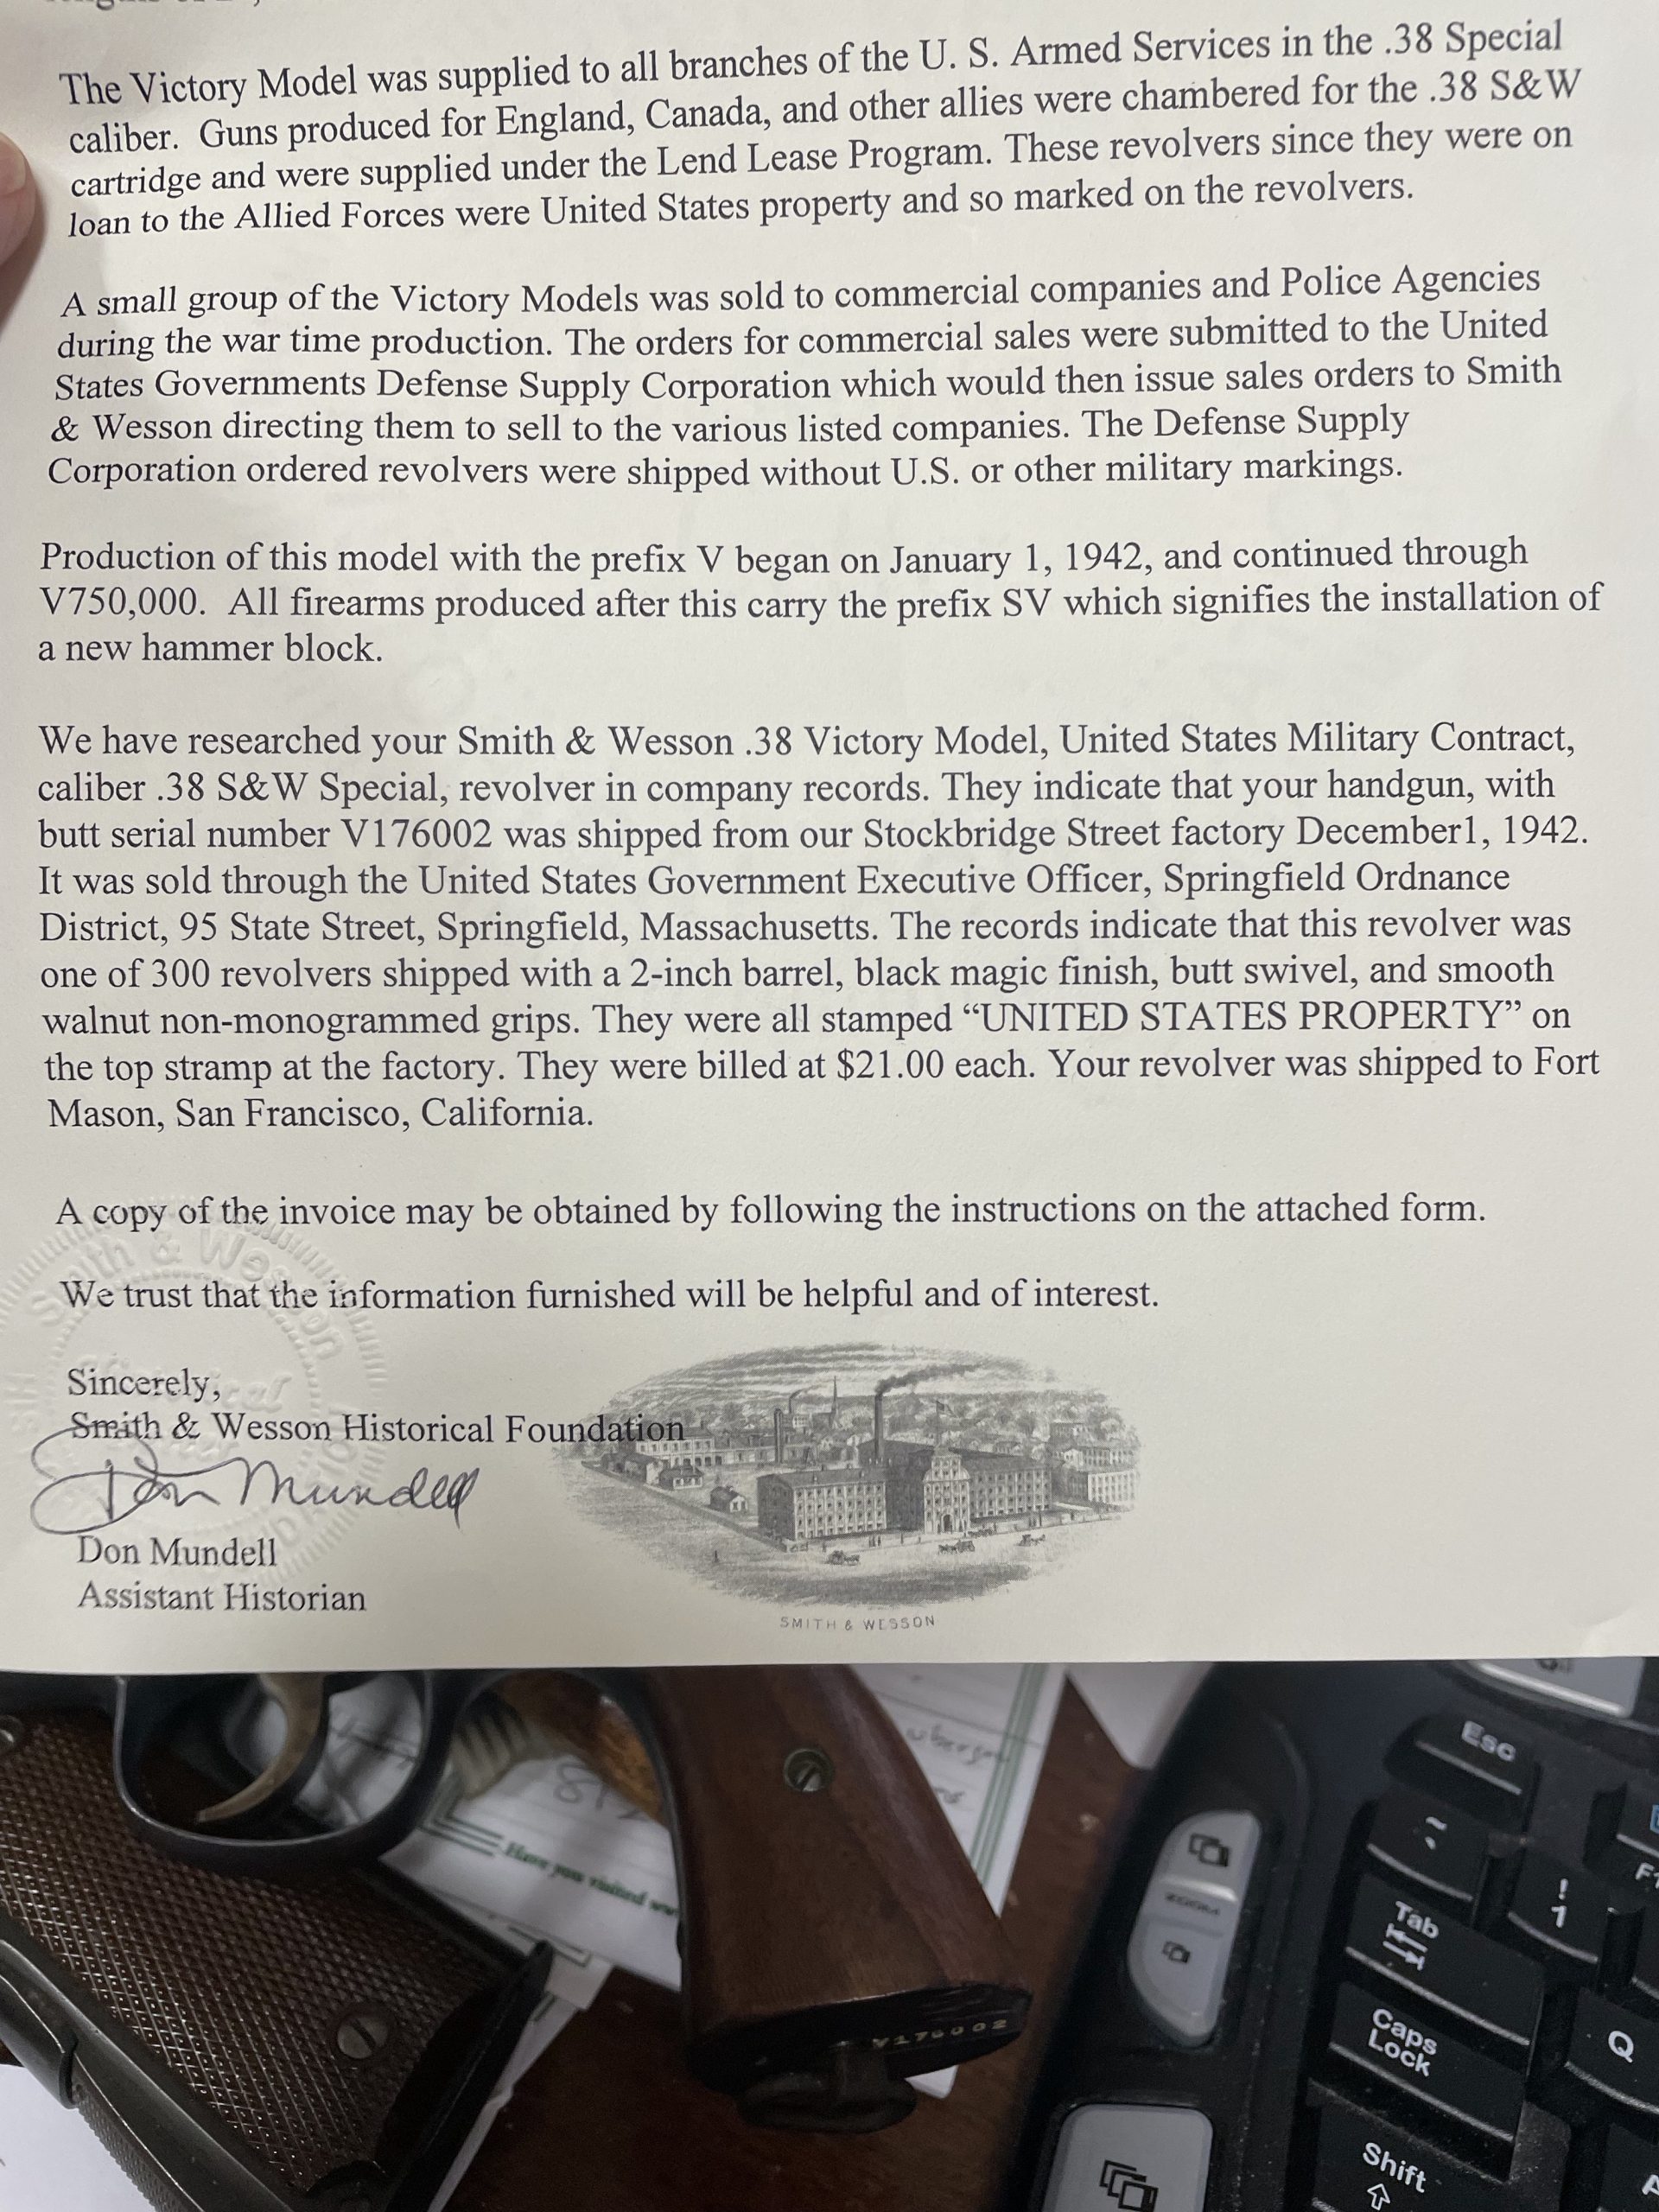 The Victory Model was supplied to all branches of the U. S. Armed Services in the .38 Special
caliber. Guns produced for England, Canada, and other allies were chambered for the .38 S&W
cartridge and were supplied under the Lend Lease Program. These revolvers since they were on
loan to the Allied Forces were United States property and so marked on the revolvers.
A small group of the Victory Models was sold to commercial companies and Police Agencies
during the war time production. The orders for commercial sales were submitted to the United
States Governments Defense Supply Corporation which would then issue sales orders to Smith
& Wesson directing them to sell to the various listed companies. The Defense Supply
Corporation ordered revolvers were shipped without U.S. or other military markings.
Production of this model with the prefix V began on January 1, 1942, and continued through
V750,000. All firearms produced after this carry the prefix SV which signifies the installation of
a new hammer block.
We have researched your Smith & Wesson .38 Victory Model, United States Military Contract,
caliber .38 S&W Special, revolver in company records. They indicate that your handgun, with
butt serial number V176002 was shipped from our Stockbridge Street factory December1, 1942.
It was sold through the United States Government Executive Officer, Springfield Ordnance
District, 95 State Street, Springfield, Massachusetts. The records indicate that this revolver was
one of 300 revolvers shipped with a 2-inch barrel, black magic finish, butt swivel, and smooth
walnut non-monogrammed grips. They were all stamped “UNITED STATES PROPERTY” on
the top stramp at the factory. They were billed at $21.00 each. Your revolver was shipped to Fort
Mason, San Francisco, California.
A copy of the invoice may be obtained by following the instructions on the attached form.
We trust that the information furnished will be helpful and of interest.
Smith & Wesson
Sincerely,
Smith & Wesson Historical Foundation
Don Mundell
Don Mundell
Assistant Historian
SMITH & WESSON
Have you visited
V176002
Esc
~
`
!
1
F1
ZOOM
Tab
Caps
Lock
Q
Shift
A